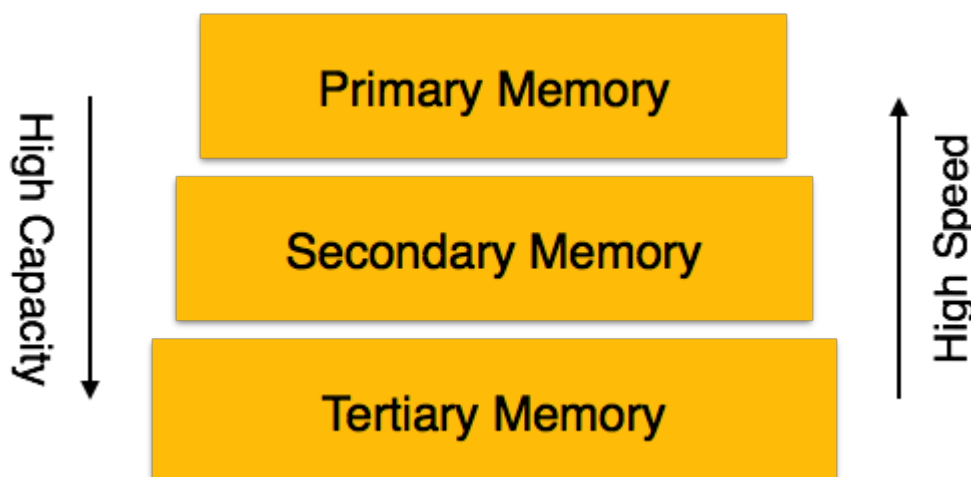 Primary Memory
High Capacity
Secondary Memory
High Speed
Tertiary Memory